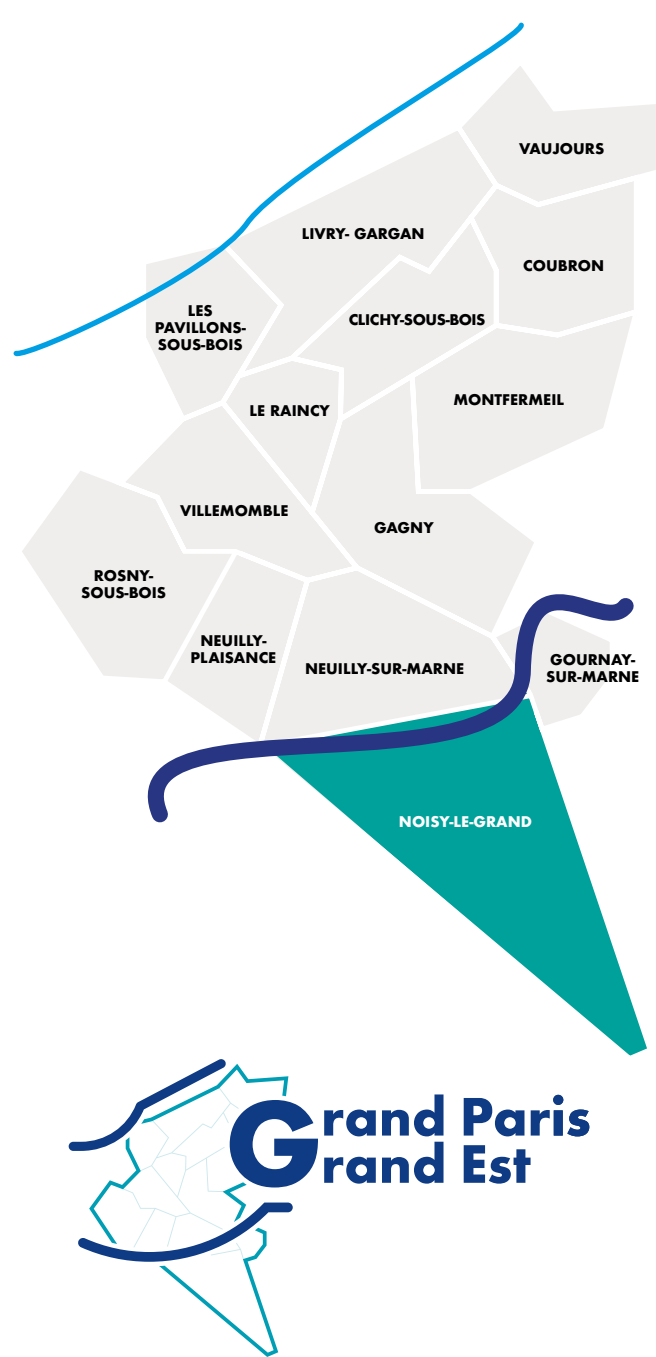 VAUJOURS
LIVRY- GARGAN
COUBRON
LES
PAVILLONS-
SOUS-BOIS
CLICHY-SOUS-BOIS
MONTFERMEIL
LE RAINCY
VILLEMOMBLE
GAGNY
ROSNY-
SOUS-BOIS
NEUILLY-
PLAISANCE
NEUILLY-SUR-MARNE
GOURNAY-
SUR-MARNE
NOISY-LE-GRAND
Grand Paris
Grand Est